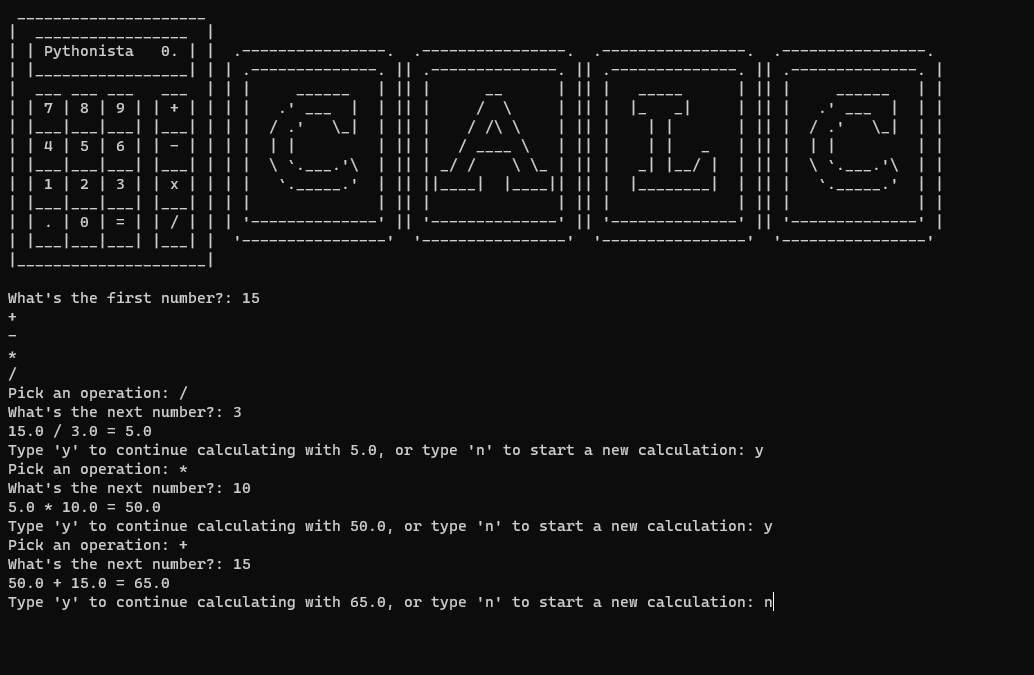 Pythonista 0.
CALC
7 8 9 +
4 5 6 -
1 2 3 x
. 0 = /
What's the first number?: 15
+
-
*
/
Pick an operation: /
What's the next number?: 3
15.0 / 3.0 = 5.0
Type 'y' to continue calculating with 5.0, or type 'n' to start a new calculation: y
Pick an operation: *
What's the next number?: 10
5.0 * 10.0 = 50.0
Type 'y' to continue calculating with 50.0, or type 'n' to start a new calculation: y
Pick an operation: +
What's the next number?: 15
50.0 + 15.0 = 65.0
Type 'y' to continue calculating with 65.0, or type 'n' to start a new calculation: n